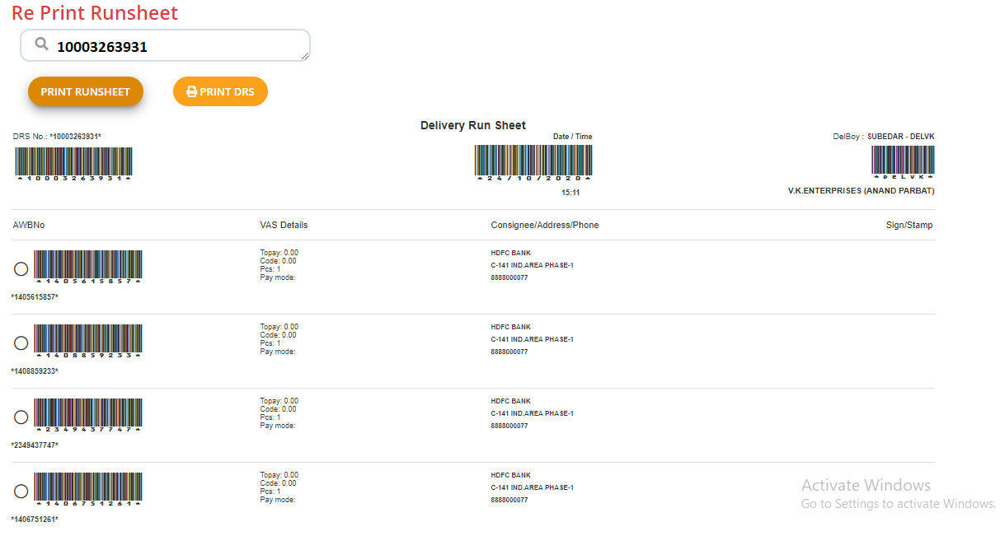 Re Print Runsheet
10003263931
PRINT RUNSHEET PRINT DRS
Delivery Run Sheet
DRS No.: *10003263931* Date / Time DelBoy : SUBEDAR - DELVK
*10003263931* *24/10/2020* *DELVK*
15:11 V.K.ENTERPRISES (ANAND PARBAT)
AWBNo VAS Details Consignee/Address/Phone Sign/Stamp
Topay: 0.00 HDFC BANK
Code: 0.00 C-141 IND.AREA PHASE-1
Pcs: 1
Pay mode: 8888000077
*1405615857*
*1405615857*
Topay: 0.00 HDFC BANK
Code: 0.00 C-141 IND.AREA PHASE-1
Pcs: 1
Pay mode: 8888000077
*1408859233*
*1408859233*
Topay: 0.00 HDFC BANK
Code: 0.00 C-141 IND.AREA PHASE-1
Pcs: 1
Pay mode: 8888000077
*2349437747*
*2349437747*
Topay: 0.00 HDFC BANK
Code: 0.00 C-141 IND.AREA PHASE-1
Pcs: 1
Pay mode: 8888000077
*1406751261*
*1406751261*
Activate Windows
Go to Settings to activate Windows.